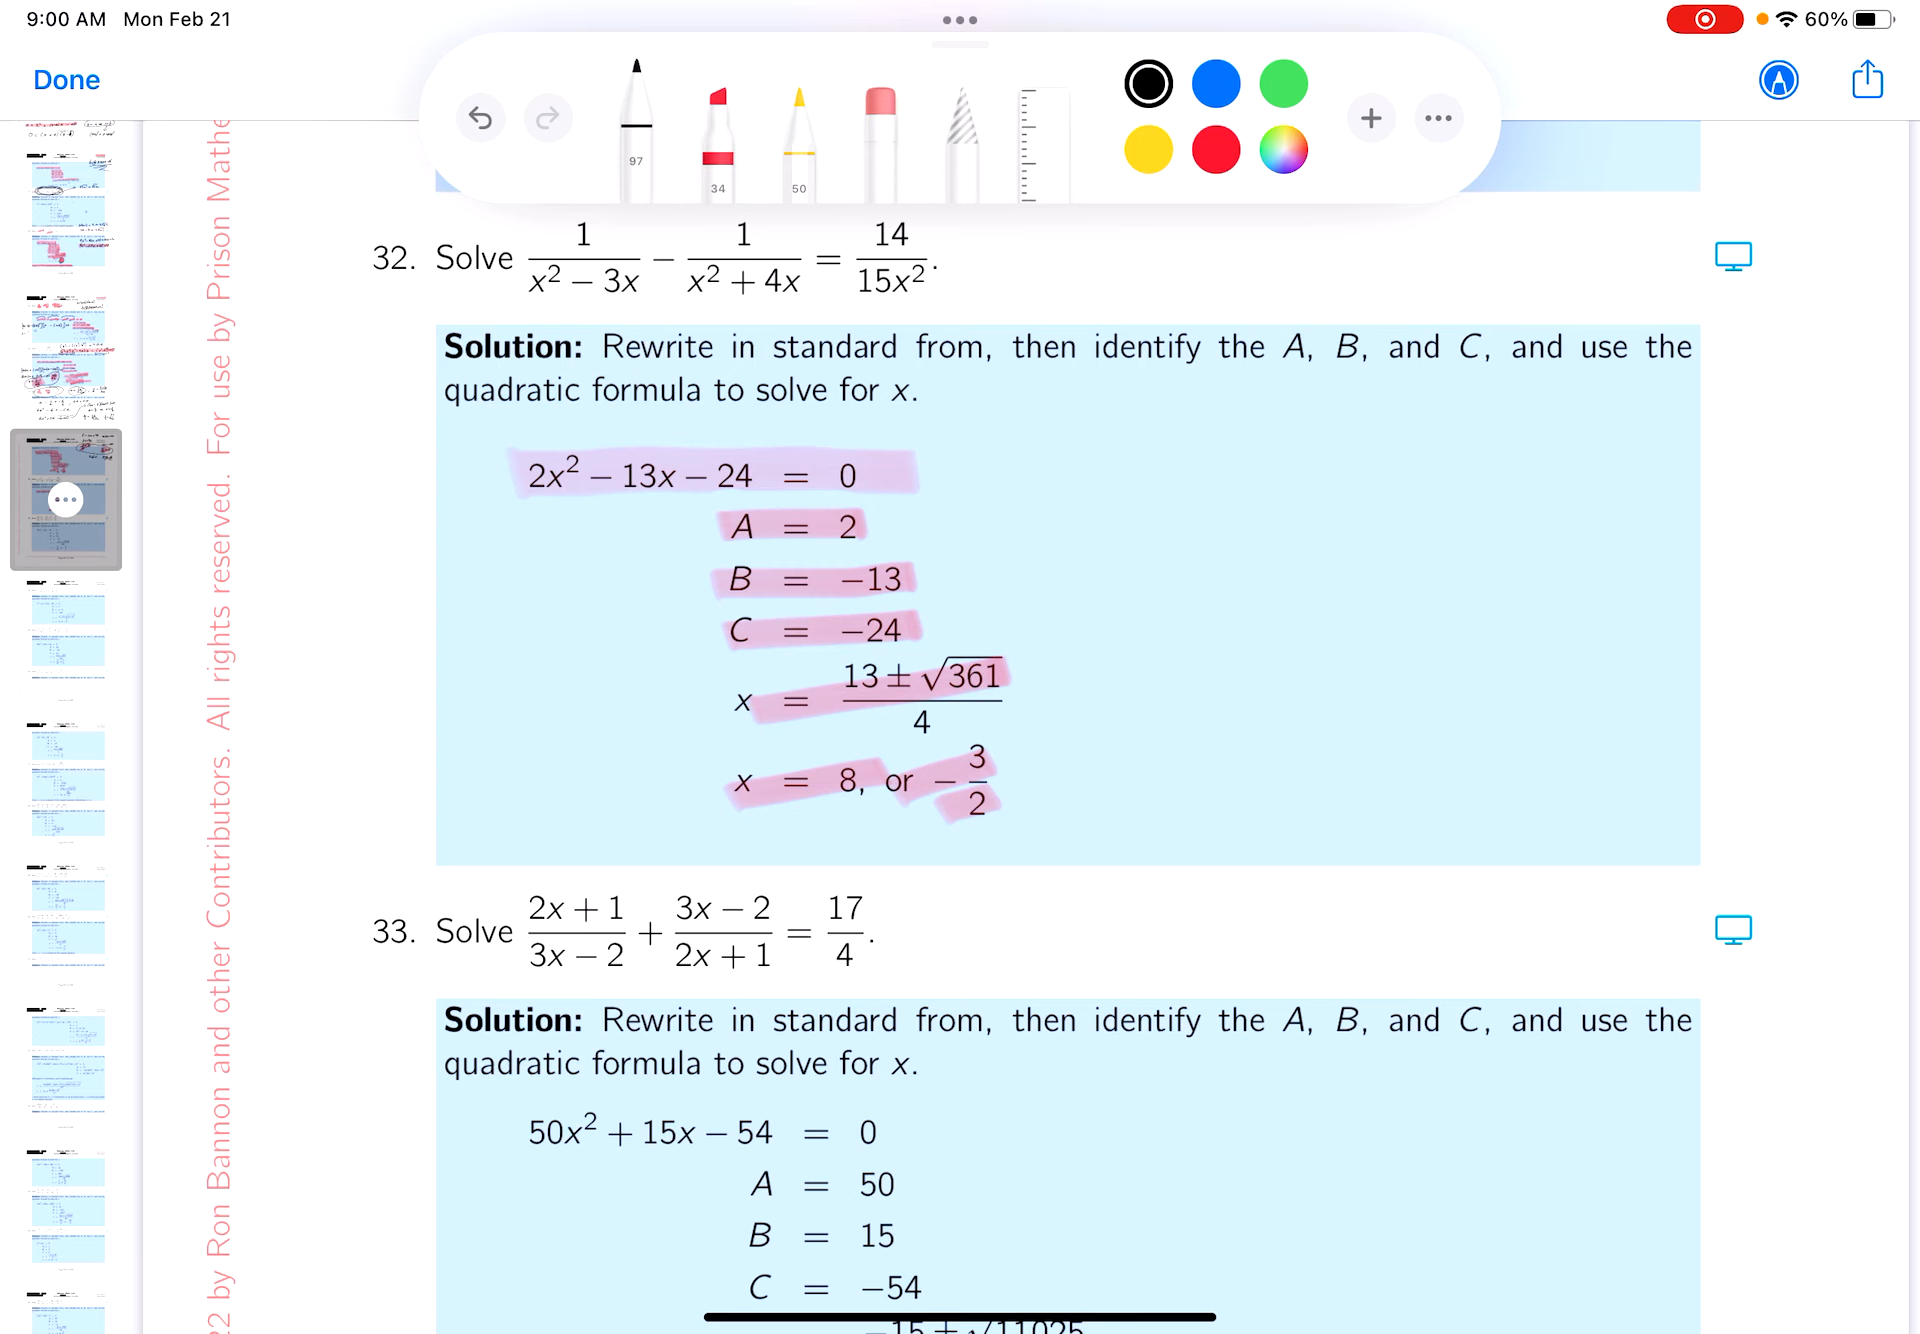 9:00 AM Mon Feb 21
60%
Done
97
34
50
22 by Ron Bannon and other Contributors. All rights reserved. For use by Prison Mathe
32. Solve 1/(x² − 3x) − 1/(x² + 4x) = 14/(15x²).
Solution: Rewrite in standard from, then identify the A, B, and C, and use the
quadratic formula to solve for x.
2x² − 13x − 24 = 0
A = 2
B = −13
C = −24
x = (13 ± √361)/4
x = 8, or −3/2
33. Solve (2x + 1)/(3x − 2) + (3x − 2)/(2x + 1) = 17/4.
Solution: Rewrite in standard from, then identify the A, B, and C, and use the
quadratic formula to solve for x.
50x² + 15x − 54 = 0
A = 50
B = 15
C = −54
−15 ± √11025